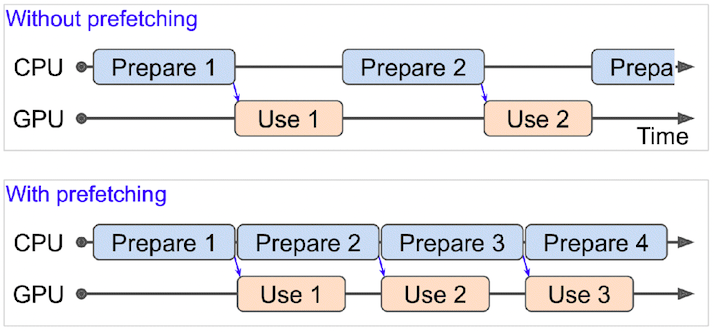 Without prefetching
CPU Prepare 1 Prepare 2 Prepa
GPU Use 1 Use 2
Time
With prefetching
CPU Prepare 1 Prepare 2 Prepare 3 Prepare 4
GPU Use 1 Use 2 Use 3